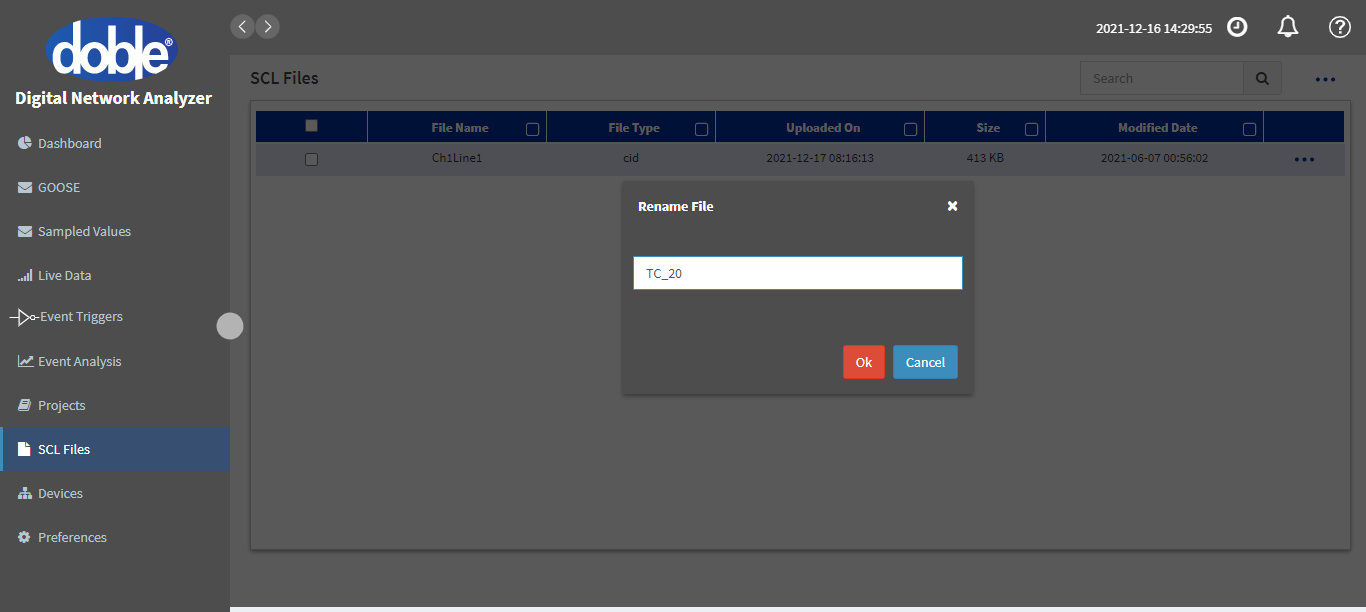 doble®
Digital Network Analyzer
2021-12-16 14:29:55
Dashboard
GOOSE
Sampled Values
Live Data
Event Triggers
Event Analysis
Projects
SCL Files
Devices
Preferences
SCL Files
Search
File Name File Type Uploaded On Size Modified Date
Ch1Line1 cid 2021-12-17 08:16:13 413 KB 2021-06-07 00:56:02
Rename File
TC_20
Ok Cancel